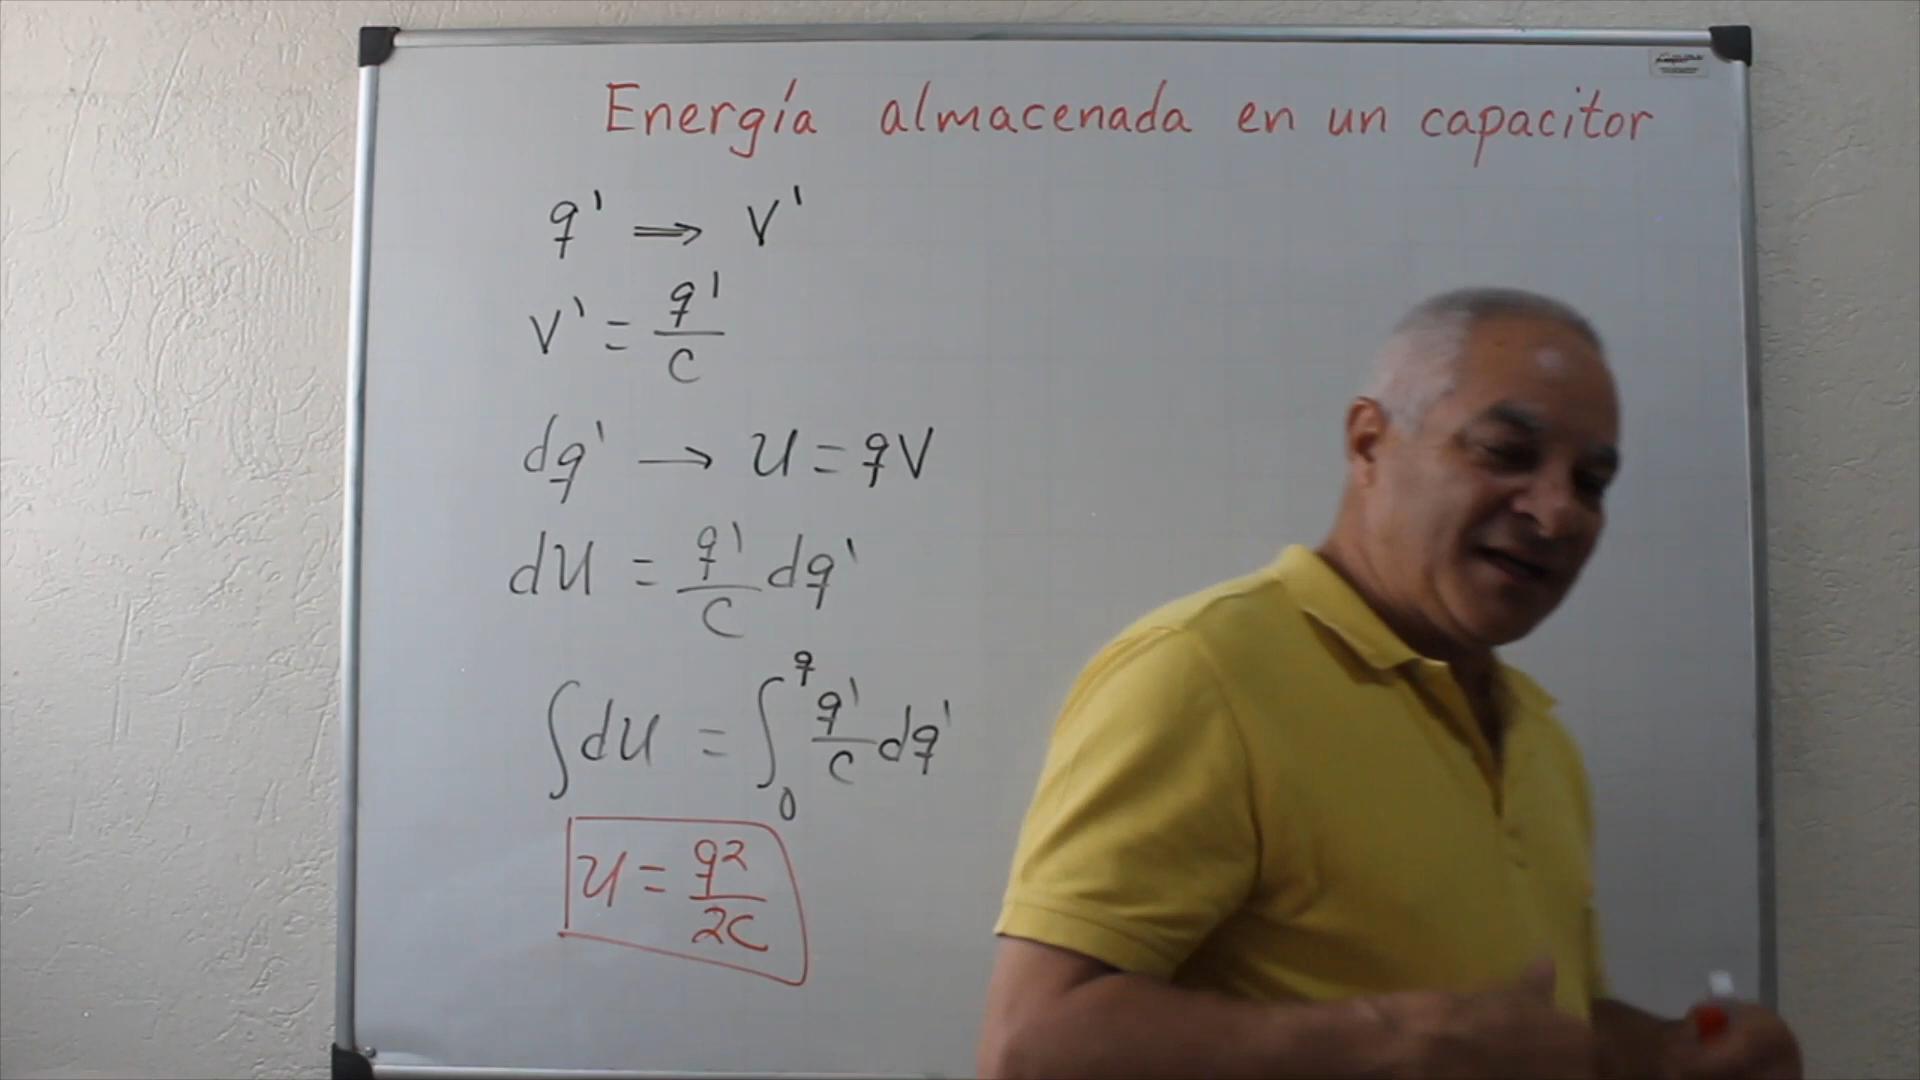 Energía almacenada en un capacitor
q' ⇒ V'
V' = q'/C
dq' → U = qV
dU = q'/C dq'
∫dU = ∫₀^q q'/C dq'
U = q²/2C